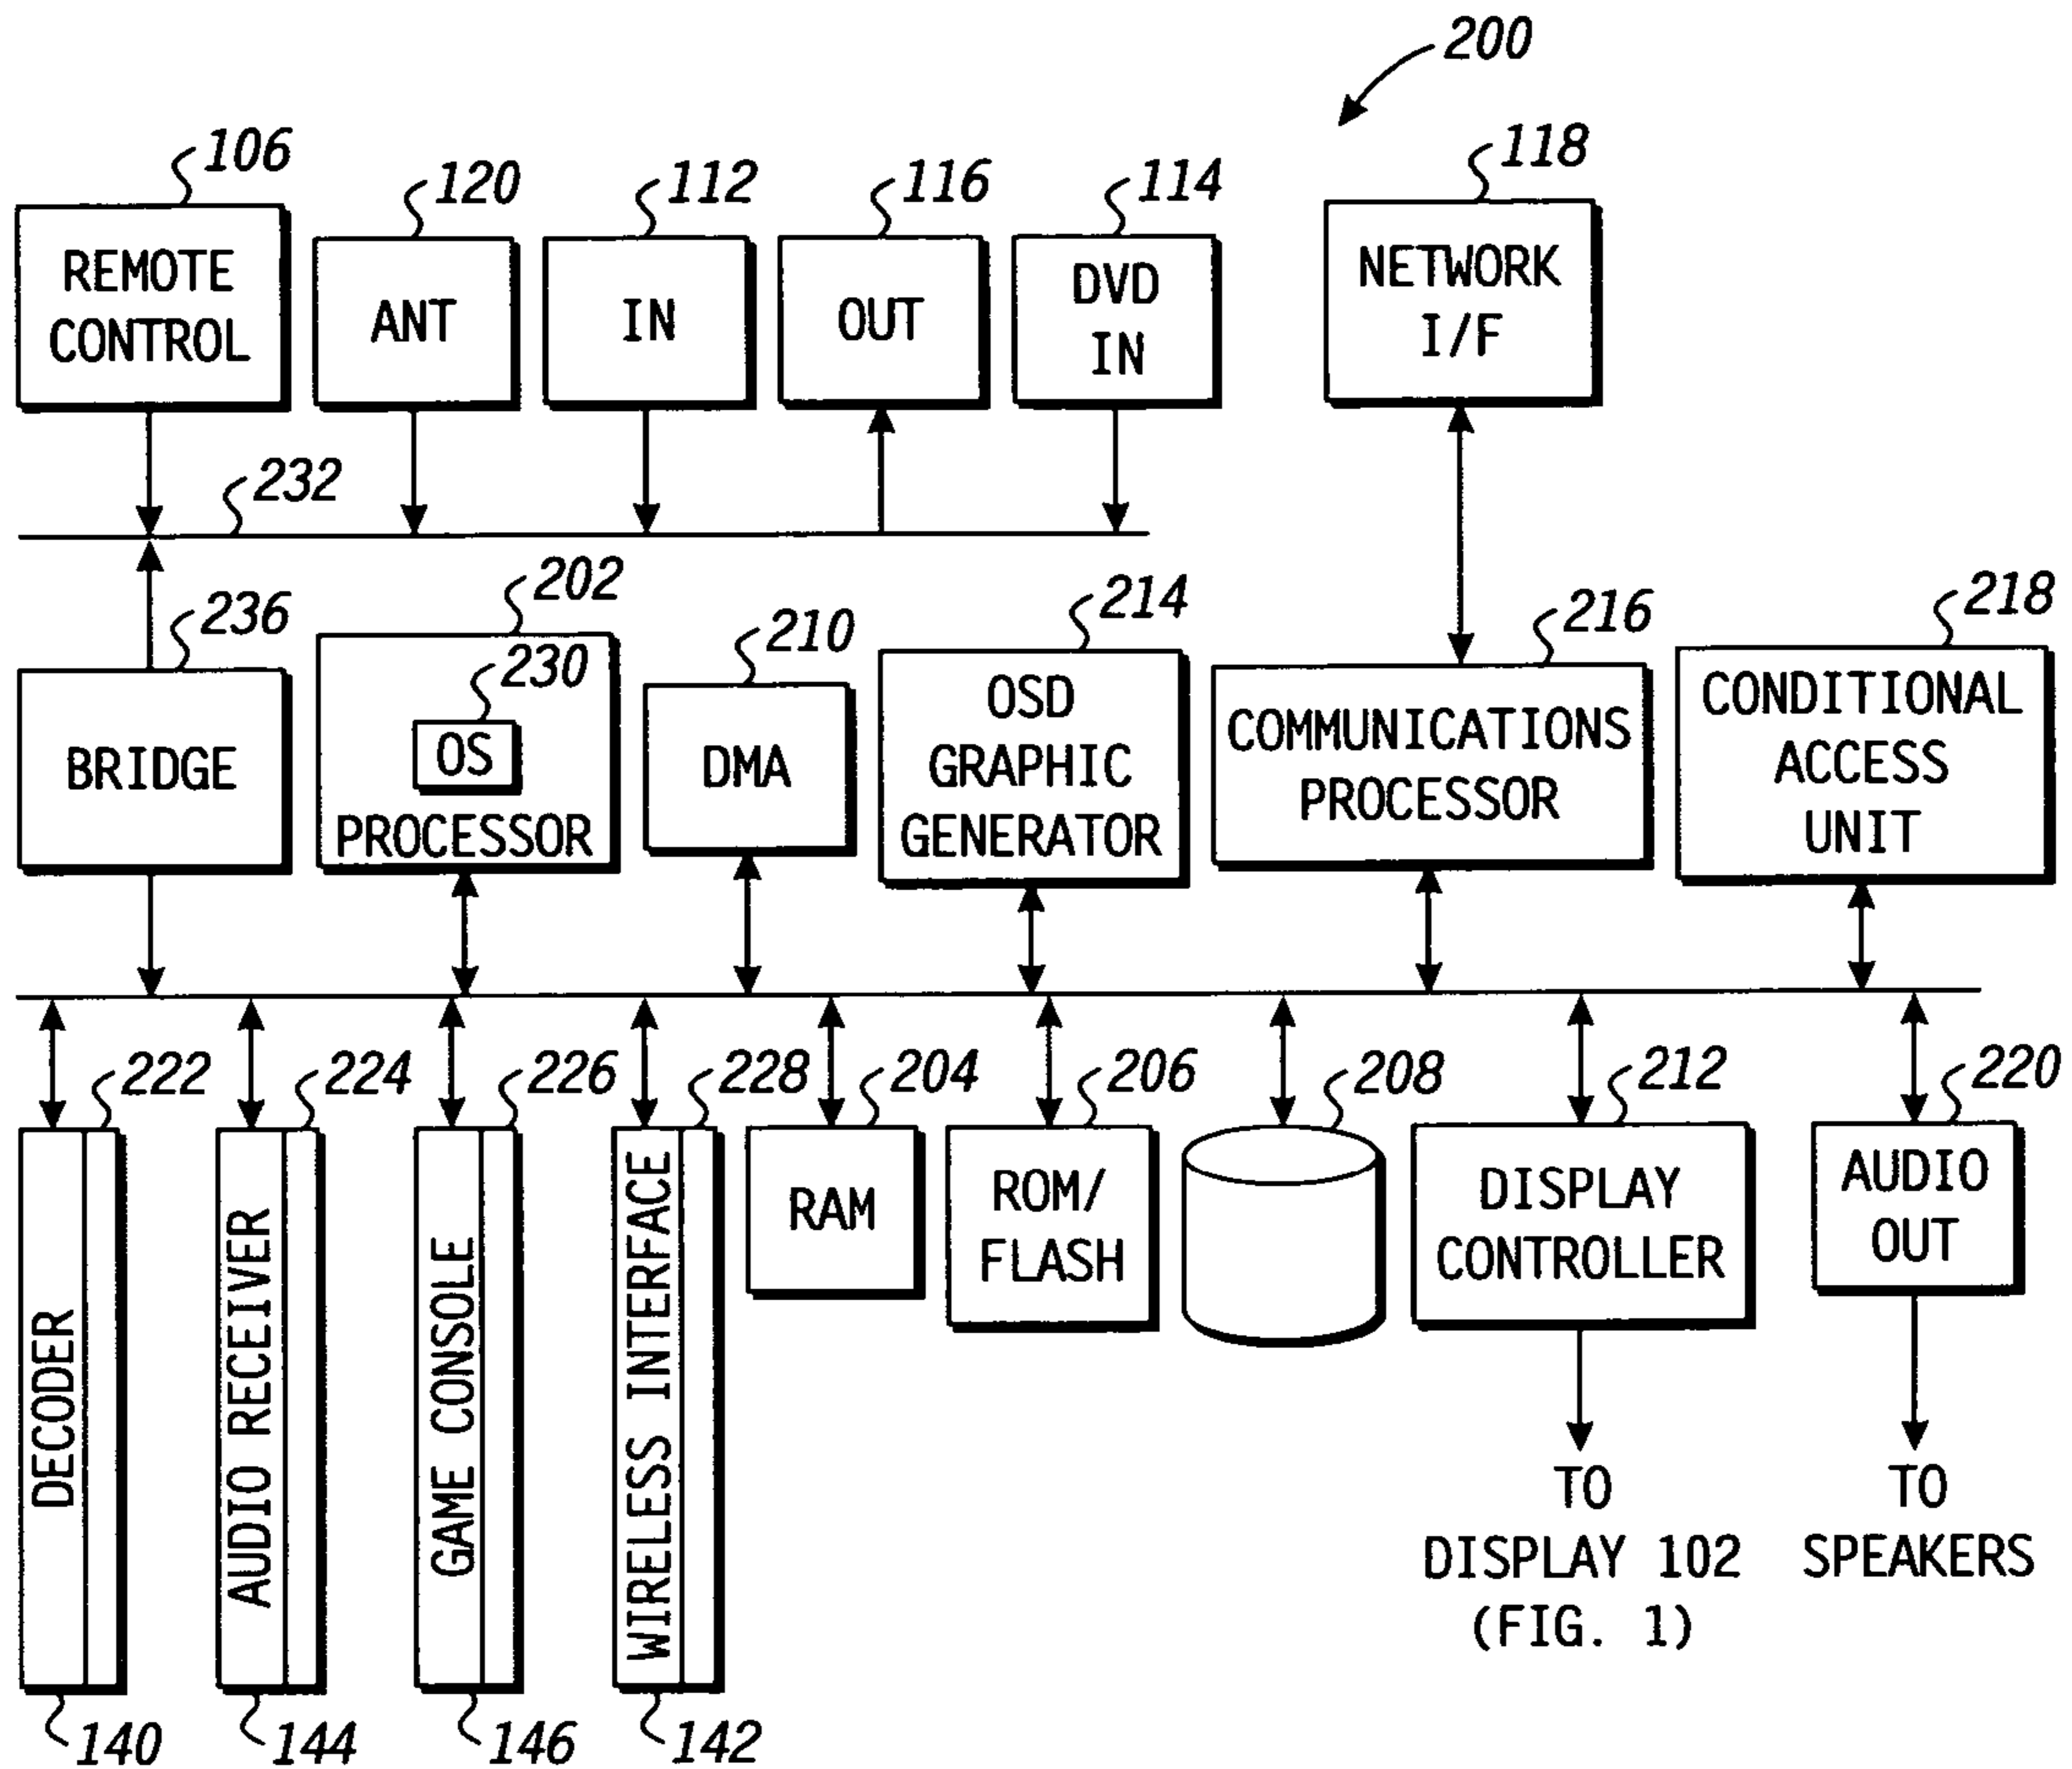 200
106
120
112
116
114
118
REMOTE
CONTROL
ANT
IN
OUT
DVD
IN
NETWORK
I/F
232
236
202
230
210
214
216
218
BRIDGE
OS
PROCESSOR
DMA
OSD
GRAPHIC
GENERATOR
COMMUNICATIONS
PROCESSOR
CONDITIONAL
ACCESS
UNIT
222
224
226
228
204
206
208
212
220
DECODER
AUDIO RECEIVER
GAME CONSOLE
WIRELESS INTERFACE
RAM
ROM/
FLASH
DISPLAY
CONTROLLER
AUDIO
OUT
TO
DISPLAY 102
(FIG. 1)
TO
SPEAKERS
140
144
146
142